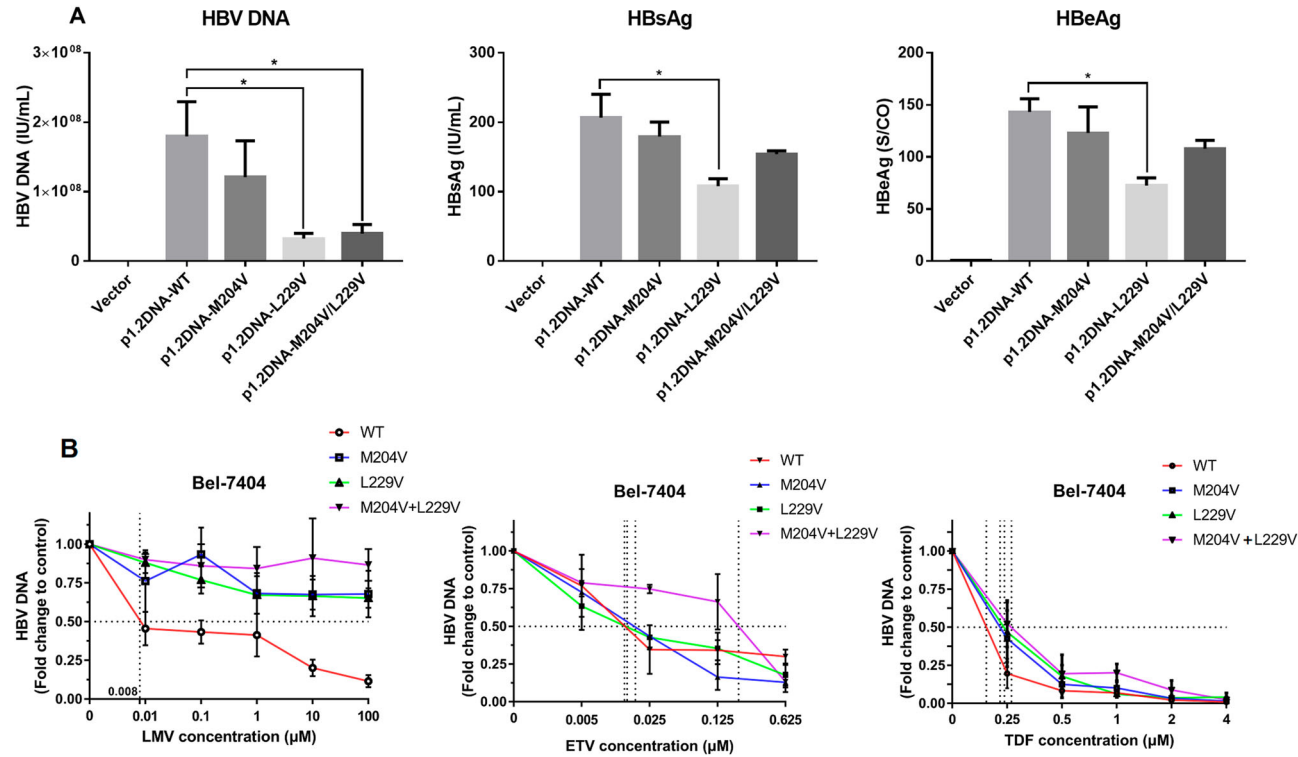 A
HBV DNA
HBV DNA (IU/mL)
3×10⁰⁸
2×10⁰⁸
1×10⁰⁸
0
*
*
Vector
p1.2DNA-WT
p1.2DNA-M204V
p1.2DNA-L229V
p1.2DNA-M204V/L229V
HBsAg
HBsAg (IU/mL)
300
200
100
0
*
Vector
p1.2DNA-WT
p1.2DNA-M204V
p1.2DNA-L229V
p1.2DNA-M204V/L229V
HBeAg
HBeAg (S/CO)
200
150
100
50
0
*
Vector
p1.2DNA-WT
p1.2DNA-M204V
p1.2DNA-L229V
p1.2DNA-M204V/L229V
B
WT
M204V
L229V
M204V+L229V
Bel-7404
HBV DNA
(Fold change to control)
1.00
0.75
0.50
0.25
0.00
0.008
0 0.01 0.1 1 10 100
LMV concentration (μM)
WT
M204V
L229V
M204V+L229V
Bel-7404
HBV DNA
(Fold change to control)
1.00
0.75
0.50
0.25
0.00
0 0.005 0.025 0.125 0.625
ETV concentration (μM)
WT
M204V
L229V
M204V + L229V
Bel-7404
HBV DNA
(Fold change to control)
1.00
0.75
0.50
0.25
0.00
0 0.25 0.5 1 2 4
TDF concentration (μM)